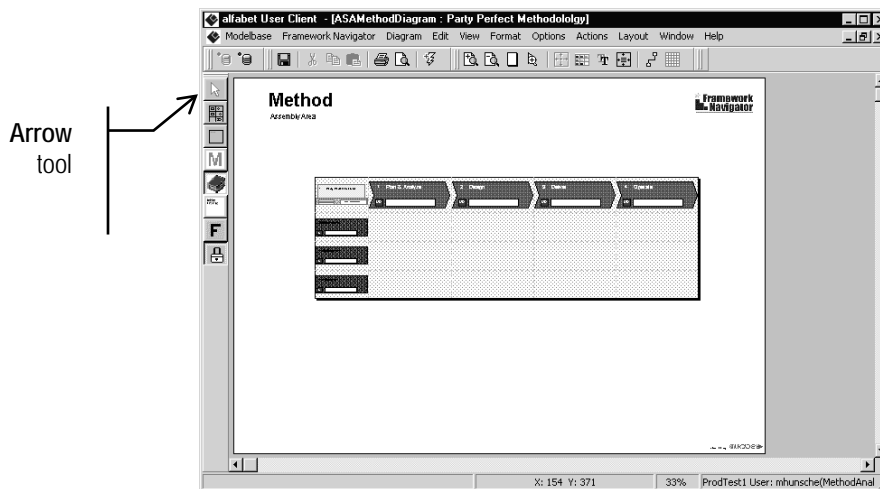 alfabet User Client - [ASAMethodDiagram : Party Perfect Methodololgy]
Modelbase Framework Navigator Diagram Edit View Format Options Actions Layout Window Help
Arrow
tool
M
F
Method
Assembly Area
Framework
Navigator
1 Plan & Analyze
2 Design
3 Deliver
4 Operate
X: 154 Y: 371
33%
ProdTest1 User: mhunsche(MethodAnal